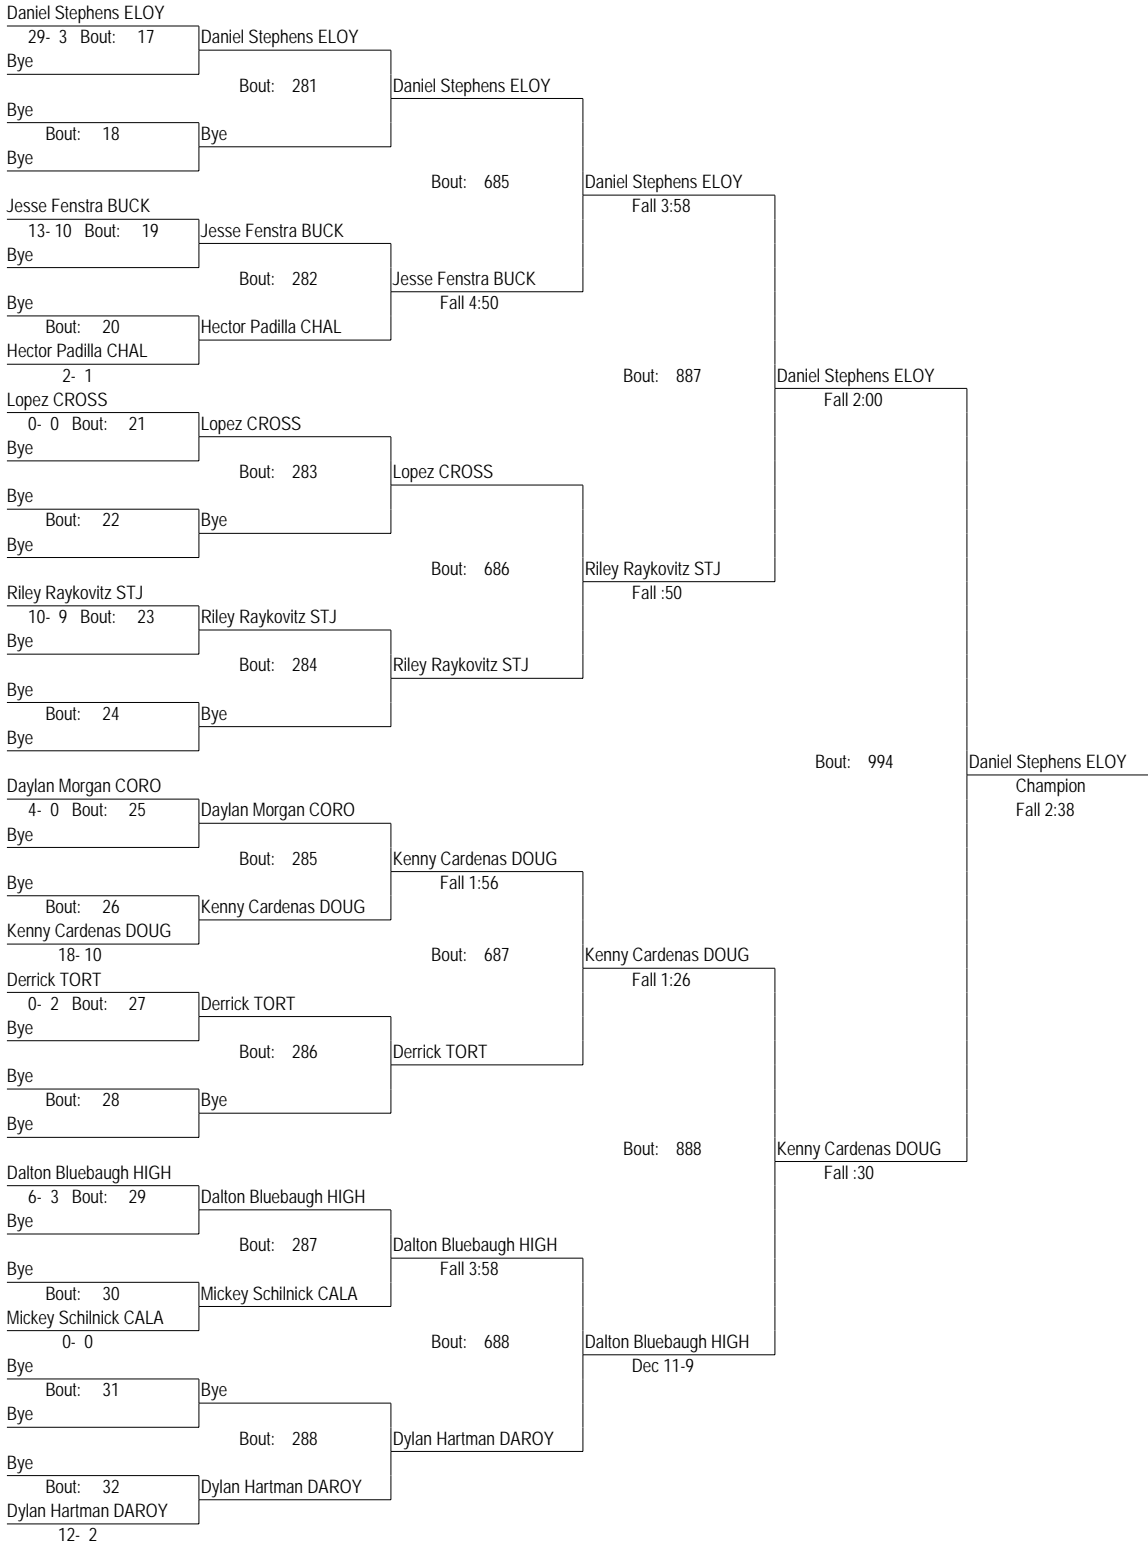 Daniel Stephens ELOY
29- 3 Bout: 17
Daniel Stephens ELOY
Bye
Bout: 281
Daniel Stephens ELOY
Bye
Bout: 18
Bye
Bye
Bout: 685
Daniel Stephens ELOY
Fall 3:58
Jesse Fenstra BUCK
13- 10 Bout: 19
Jesse Fenstra BUCK
Bye
Bout: 282
Jesse Fenstra BUCK
Fall 4:50
Bye
Bout: 20
Hector Padilla CHAL
Hector Padilla CHAL
2- 1
Bout: 887
Daniel Stephens ELOY
Fall 2:00
Lopez CROSS
0- 0 Bout: 21
Lopez CROSS
Bye
Bout: 283
Lopez CROSS
Bye
Bout: 22
Bye
Bye
Bout: 686
Riley Raykovitz STJ
Fall :50
Riley Raykovitz STJ
10- 9 Bout: 23
Riley Raykovitz STJ
Bye
Bout: 284
Riley Raykovitz STJ
Bye
Bout: 24
Bye
Bye
Bout: 994
Daniel Stephens ELOY
Champion
Fall 2:38
Daylan Morgan CORO
4- 0 Bout: 25
Daylan Morgan CORO
Bye
Bout: 285
Kenny Cardenas DOUG
Fall 1:56
Bye
Bout: 26
Kenny Cardenas DOUG
Kenny Cardenas DOUG
18- 10
Bout: 687
Kenny Cardenas DOUG
Fall 1:26
Derrick TORT
0- 2 Bout: 27
Derrick TORT
Bye
Bout: 286
Derrick TORT
Bye
Bout: 28
Bye
Bye
Bout: 888
Kenny Cardenas DOUG
Fall :30
Dalton Bluebaugh HIGH
6- 3 Bout: 29
Dalton Bluebaugh HIGH
Bye
Bout: 287
Dalton Bluebaugh HIGH
Fall 3:58
Bye
Bout: 30
Mickey Schilnick CALA
Mickey Schilnick CALA
0- 0
Bout: 688
Dalton Bluebaugh HIGH
Dec 11-9
Bye
Bout: 31
Bye
Bye
Bout: 288
Dylan Hartman DAROY
Bye
Bout: 32
Dylan Hartman DAROY
Dylan Hartman DAROY
12- 2